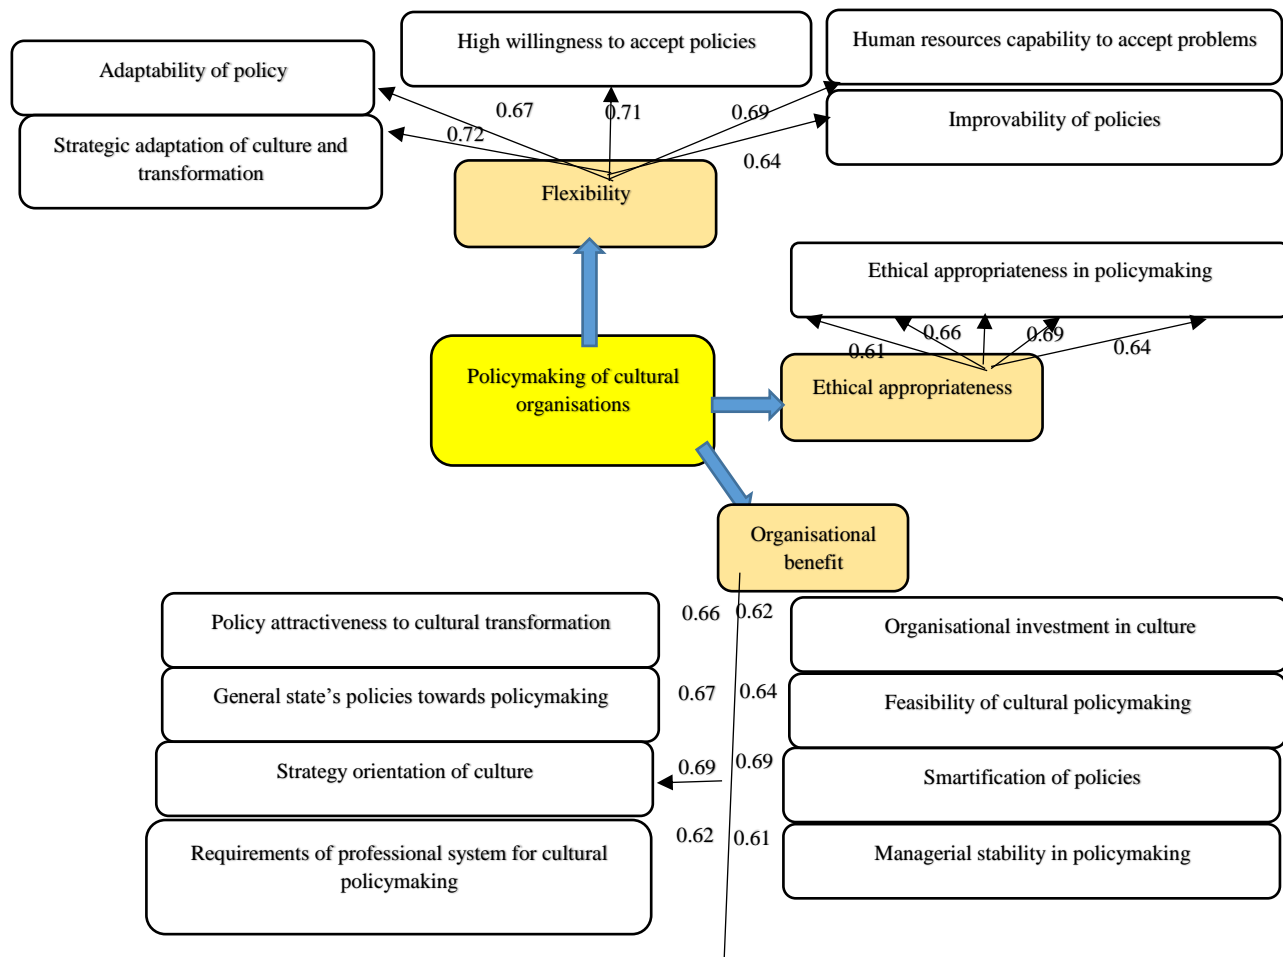 High willingness to accept policies
Human resources capability to accept problems
Adaptability of policy
0.67
0.71
0.69
Improvability of policies
Strategic adaptation of culture and
transformation
0.72
0.64
Flexibility
Ethical appropriateness in policymaking
0.61
0.66
0.69
0.64
Policymaking of cultural
organisations
Ethical appropriateness
Organisational
benefit
Policy attractiveness to cultural transformation
0.66
0.62
Organisational investment in culture
General state's policies towards policymaking
0.67
0.64
Feasibility of cultural policymaking
Strategy orientation of culture
0.69
0.69
Smartification of policies
Requirements of professional system for cultural
policymaking
0.62
0.61
Managerial stability in policymaking